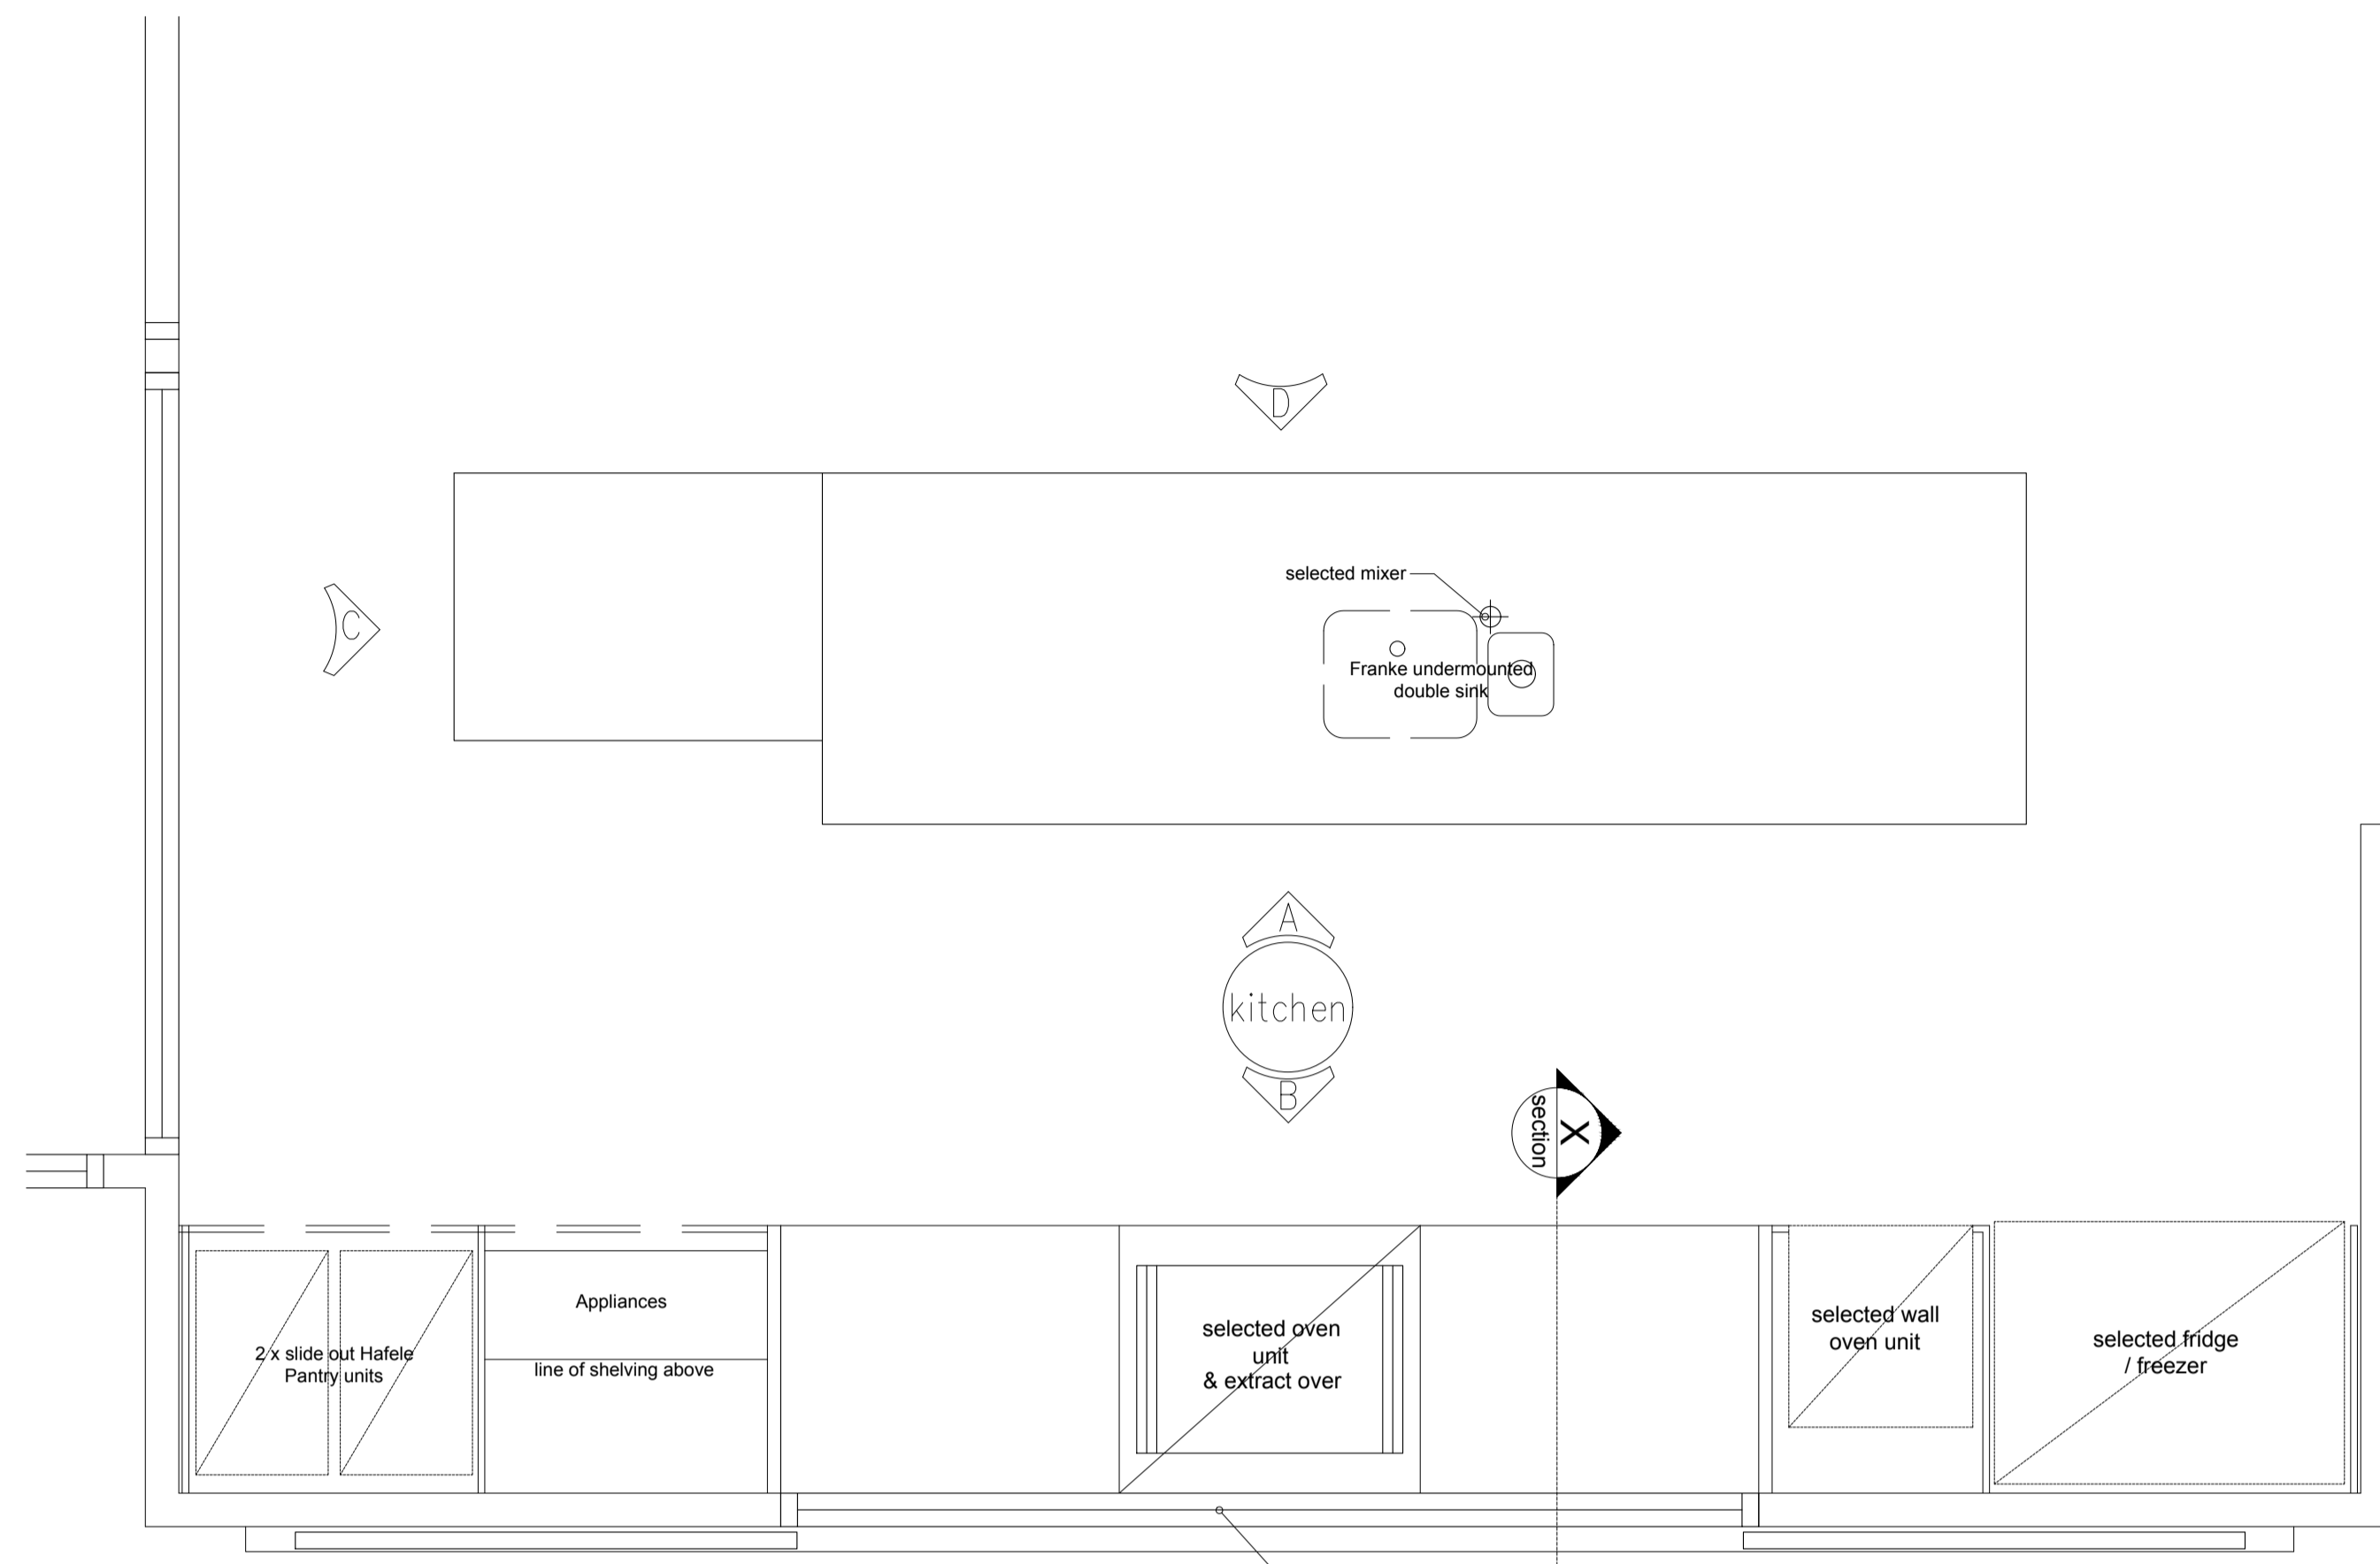 D
selected mixer
C
Franke undermounted
double sink
A
kitchen
B
X
section
Appliances
2 x slide out Hafele
Pantry units
line of shelving above
selected oven
unit
& extract over
selected wall
oven unit
selected fridge
/ freezer